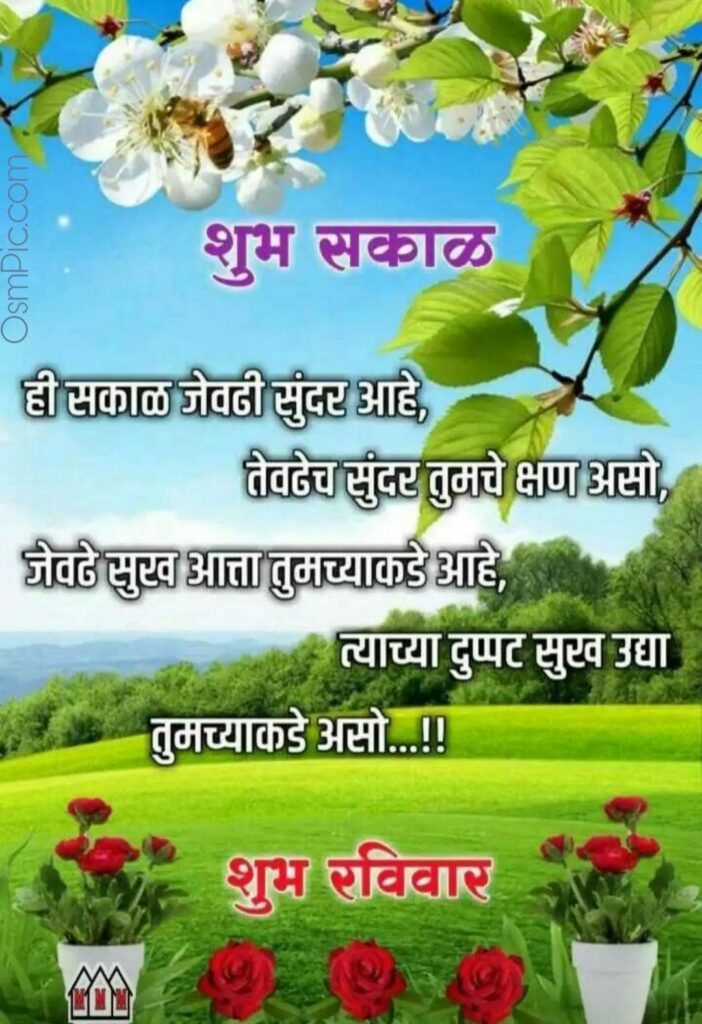 OsmPic.com
शुभ सकाळ
ही सकाळ जेवढी सुंदर आहे,
तेवढेच सुंदर तुमचे क्षण असो,
जेवढे सुख आत्ता तुमच्याकडे आहे,
त्याच्या दुप्पट सुख उद्या
तुमच्याकडे असो...!!
शुभ रविवार